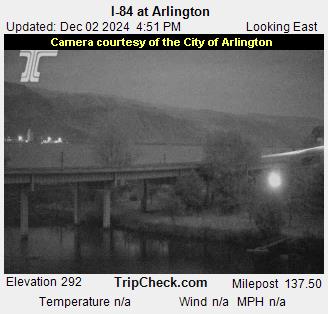 I-84 at Arlington
Updated: Dec 02 2024 4:51 PM Looking East
Camera courtesy of the City of Arlington
Elevation 292 TripCheck.com Milepost 137.50
Temperature n/a Wind n/a MPH n/a